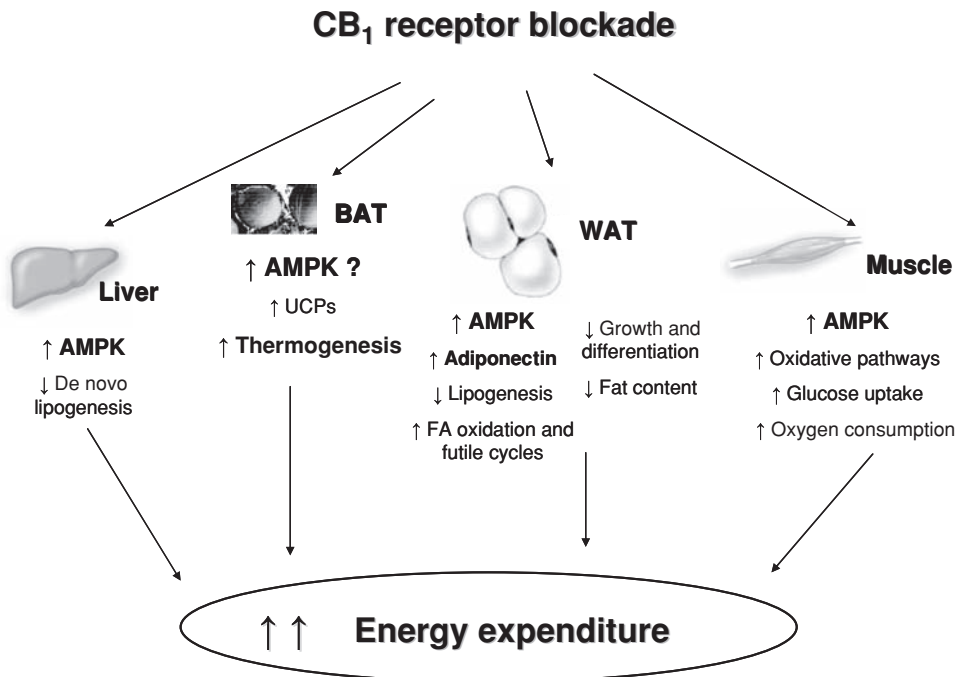 CB₁ receptor blockade
Liver
↑ AMPK
↓ De novo
lipogenesis
BAT
↑ AMPK ?
↑ UCPs
↑ Thermogenesis
WAT
↑ AMPK
↑ Adiponectin
↓ Lipogenesis
↑ FA oxidation and
futile cycles
↓ Growth and
differentiation
↓ Fat content
Muscle
↑ AMPK
↑ Oxidative pathways
↑ Glucose uptake
↑ Oxygen consumption
↑ ↑ Energy expenditure